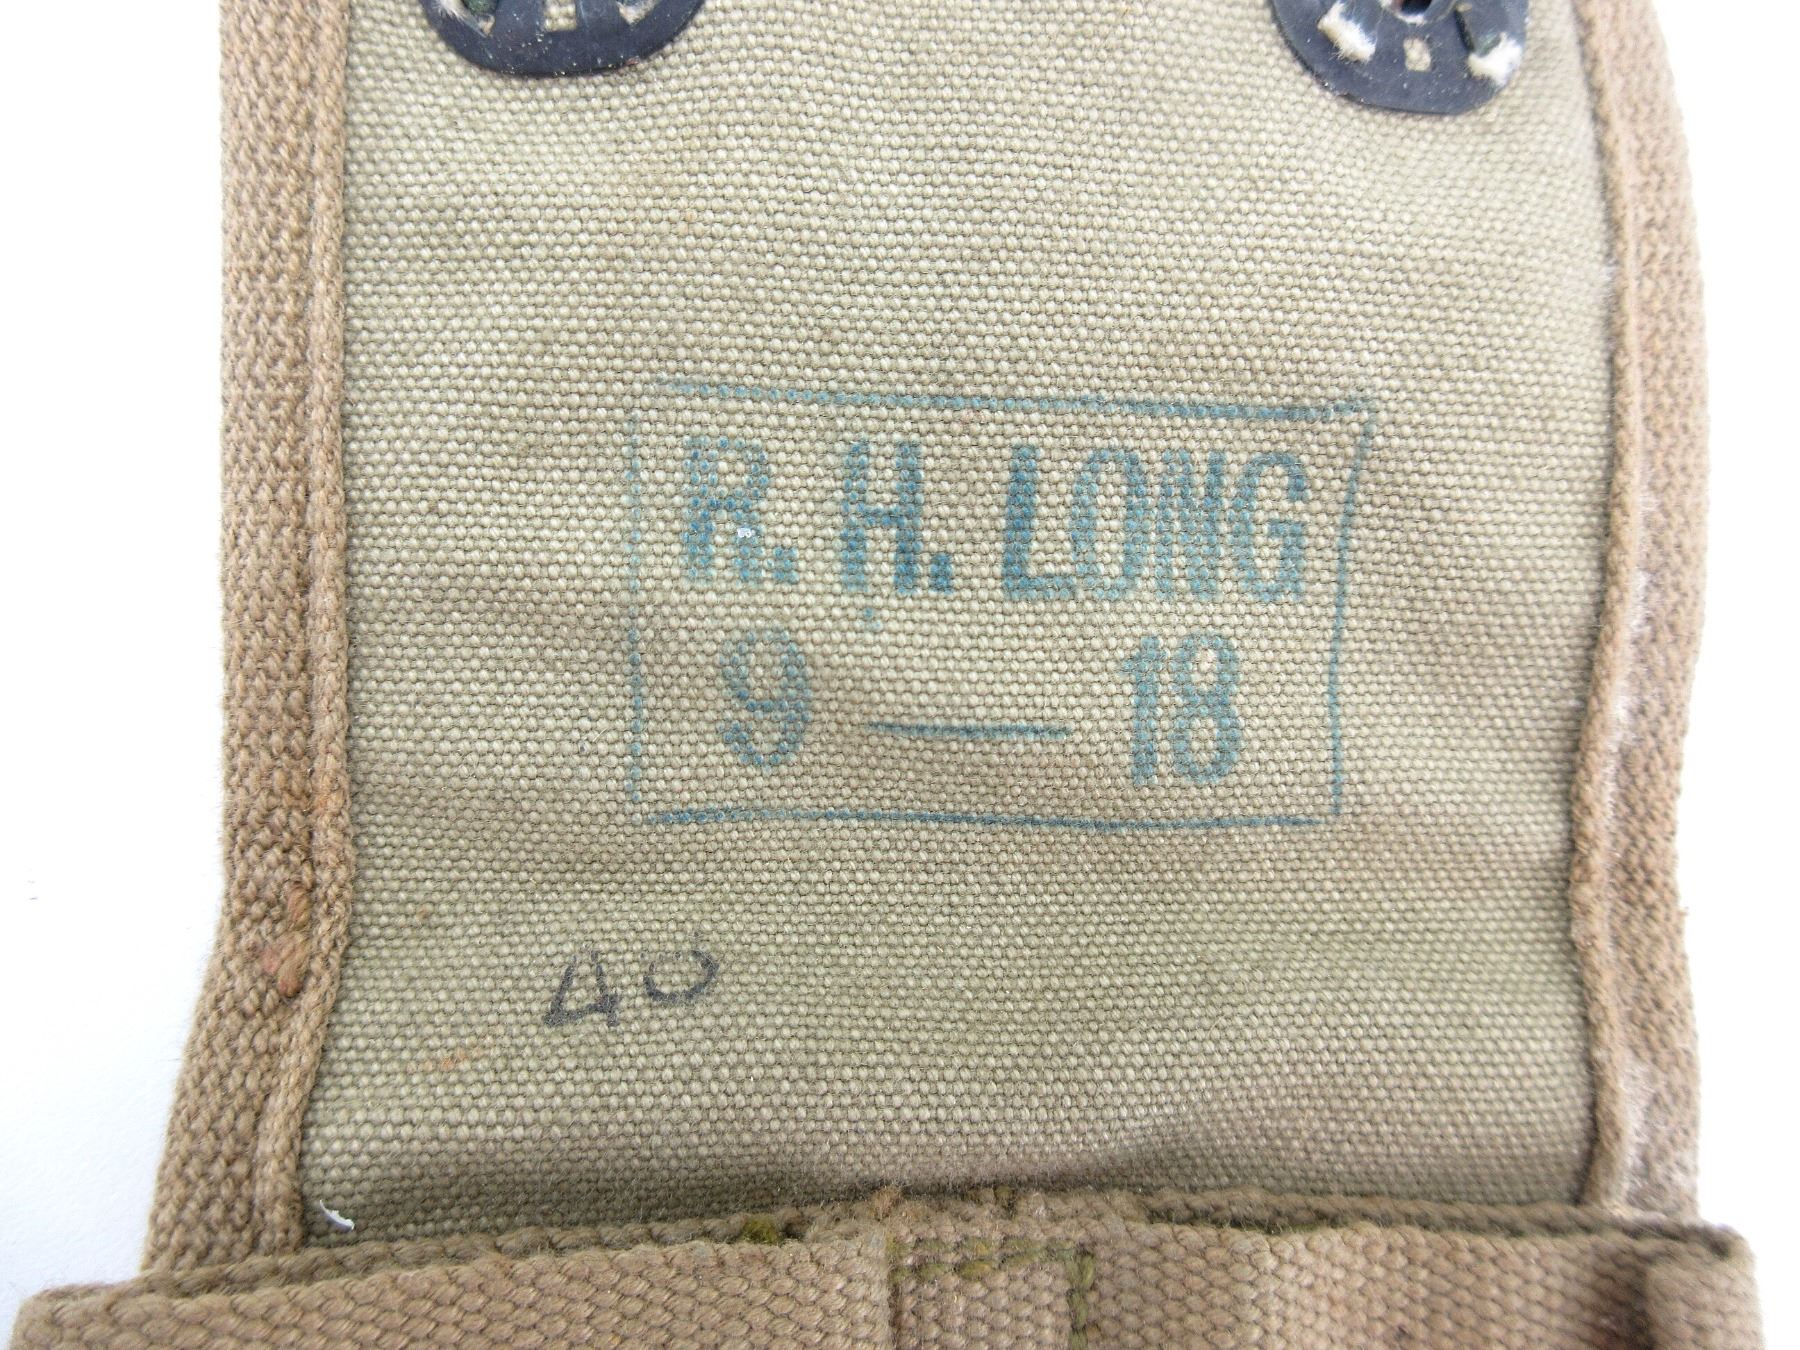 R. H. LONG
9 — 18
40